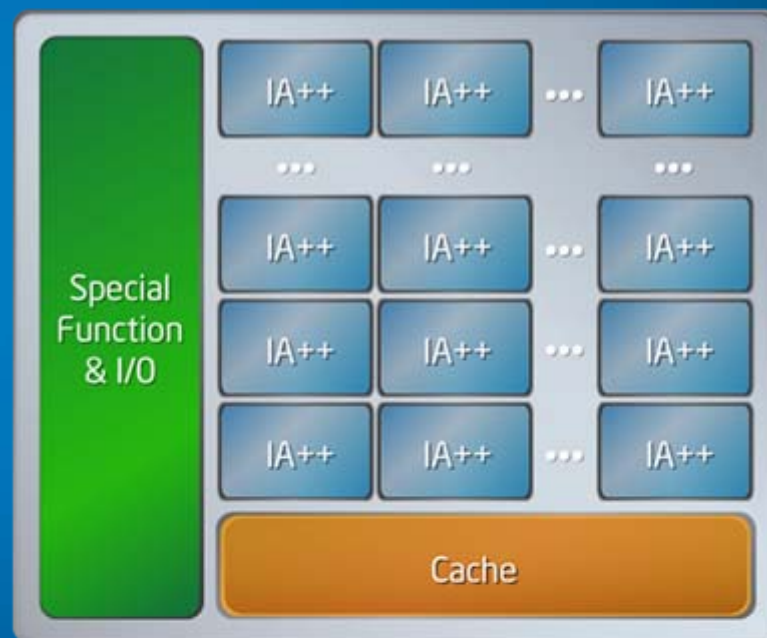 Special
Function
& I/O
IA++ IA++ ... IA++
... ... ...
IA++ IA++ ... IA++
IA++ IA++ ... IA++
IA++ IA++ ... IA++
Cache